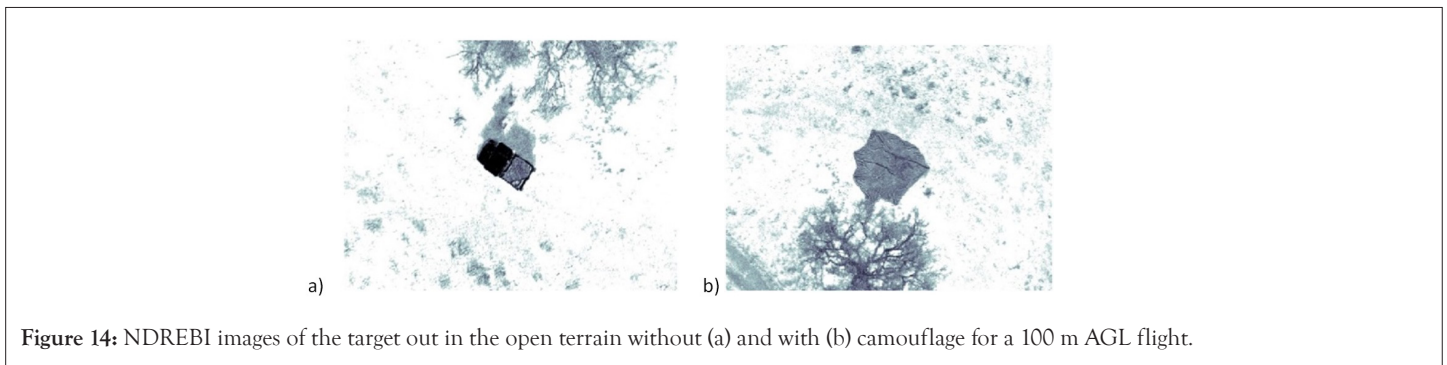 a)
b)
Figure 14: NDREBI images of the target out in the open terrain without (a) and with (b) camouflage for a 100 m AGL flight.